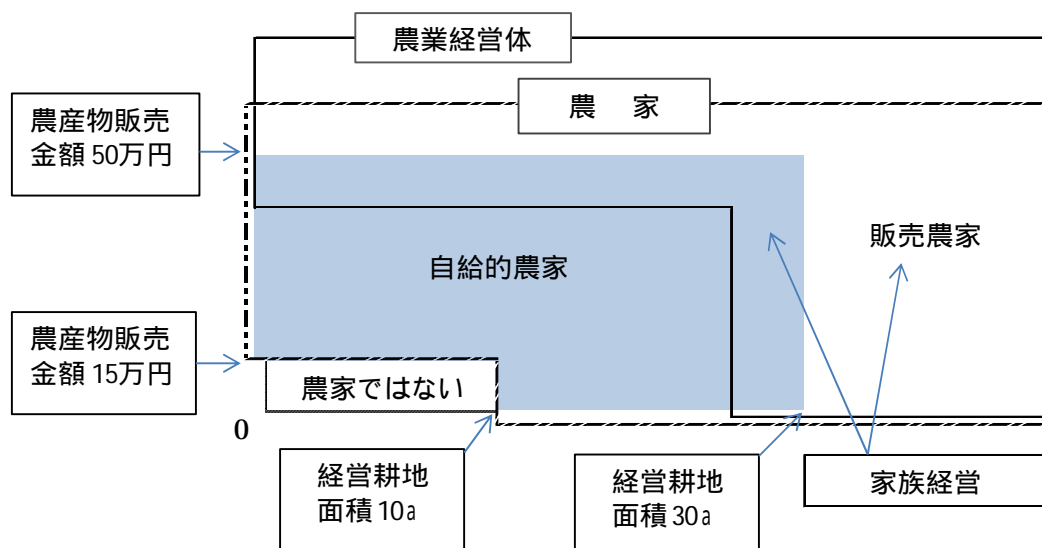 農業経営体
農　家
農産物販売
金額 50万円
販売農家
自給的農家
農産物販売
金額 15万円
農家ではない
0
経営耕地
面積 10a
経営耕地
面積 30a
家族経営